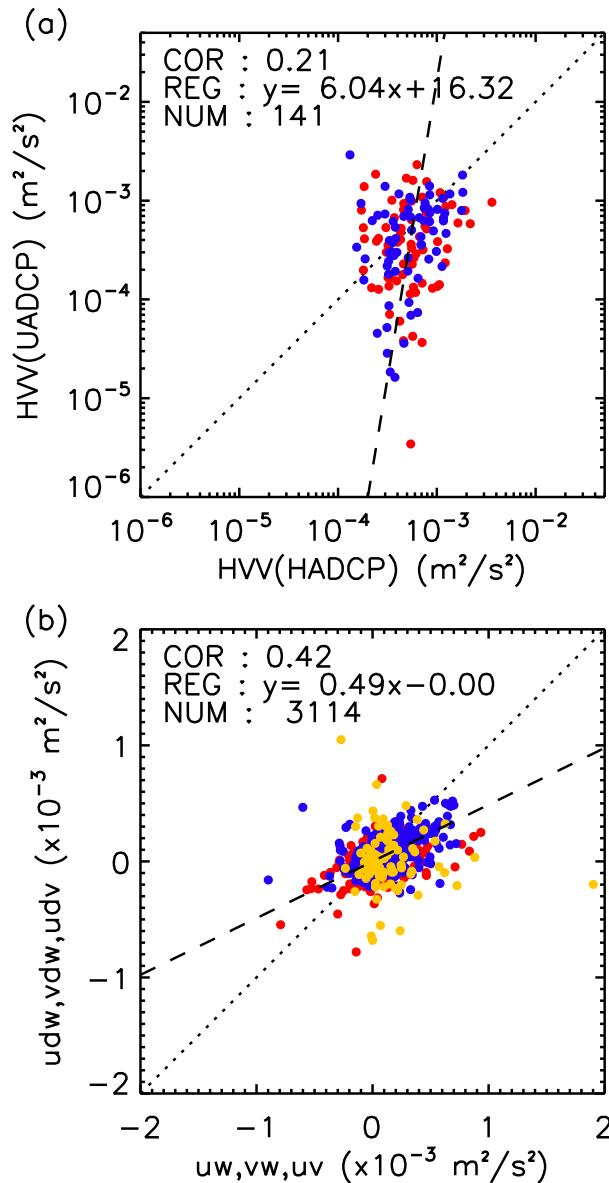 (a)
COR : 0.21
REG : y= 6.04x+16.32
NUM : 141
10⁻²
10⁻³
10⁻⁴
10⁻⁵
10⁻⁶
HVV(UADCP) (m²/s²)
10⁻⁶ 10⁻⁵ 10⁻⁴ 10⁻³ 10⁻²
HVV(HADCP) (m²/s²)
(b)
COR : 0.42
REG : y= 0.49x−0.00
NUM : 3114
2
1
0
−1
−2
udw,vdw,udv (x10⁻³ m²/s²)
−2 −1 0 1 2
uw,vw,uv (x10⁻³ m²/s²)